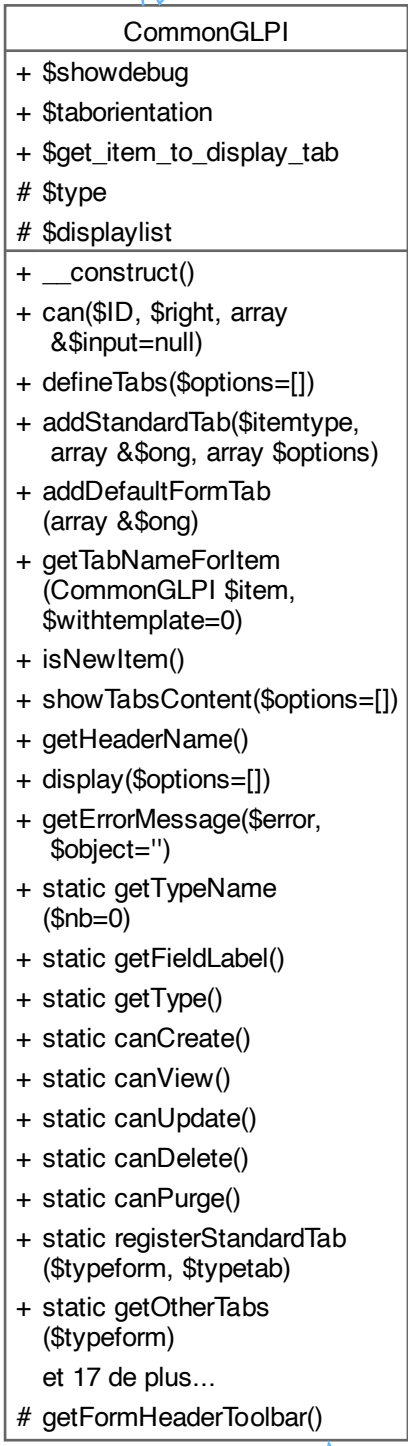 CommonGLPI
+ $showdebug
+ $taborientation
+ $get_item_to_display_tab
# $type
# $displaylist
+ __construct()
+ can($ID, $right, array
&$input=null)
+ defineTabs($options=[])
+ addStandardTab($itemtype,
array &$ong, array $options)
+ addDefaultFormTab
(array &$ong)
+ getTabNameForItem
(CommonGLPI $item,
$withtemplate=0)
+ isNewItem()
+ showTabsContent($options=[])
+ getHeaderName()
+ display($options=[])
+ getErrorMessage($error,
$object='')
+ static getTypeName
($nb=0)
+ static getFieldLabel()
+ static getType()
+ static canCreate()
+ static canView()
+ static canUpdate()
+ static canDelete()
+ static canPurge()
+ static registerStandardTab
($typeform, $typetab)
+ static getOtherTabs
($typeform)
et 17 de plus...
# getFormHeaderToolbar()